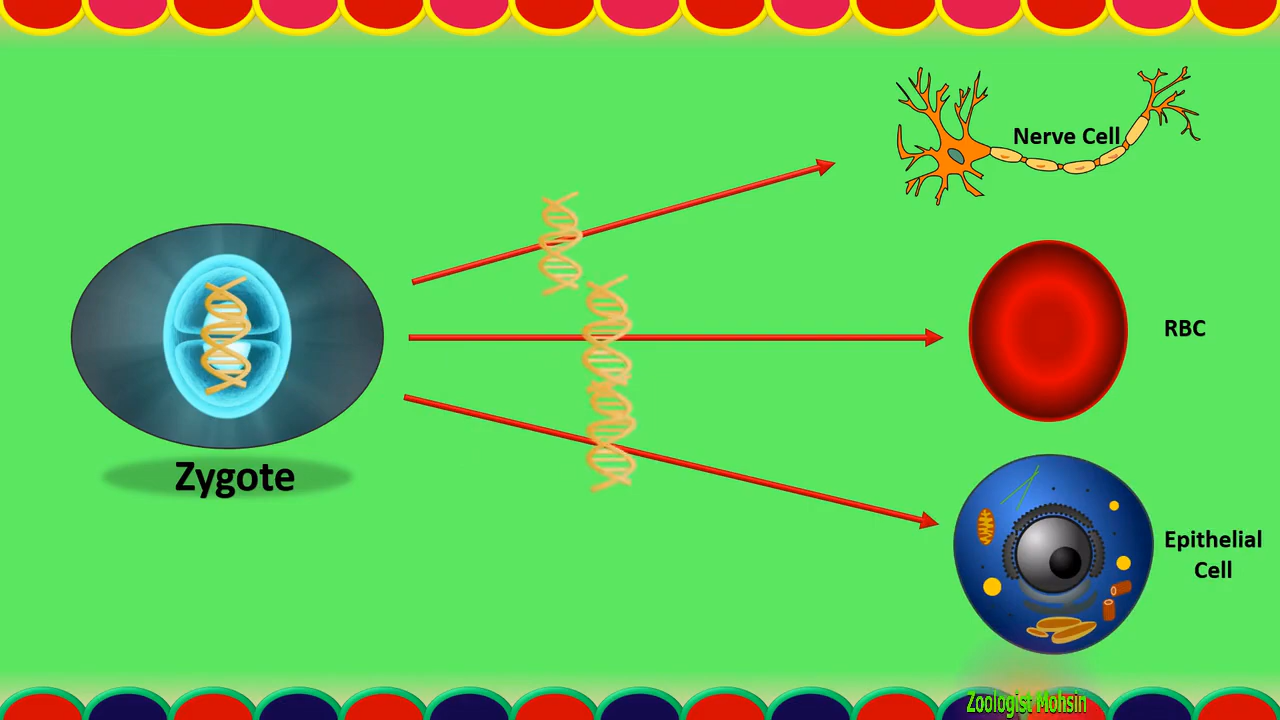 Nerve Cell
RBC
Zygote
Epithelial
Cell
Zoologist Mohsin